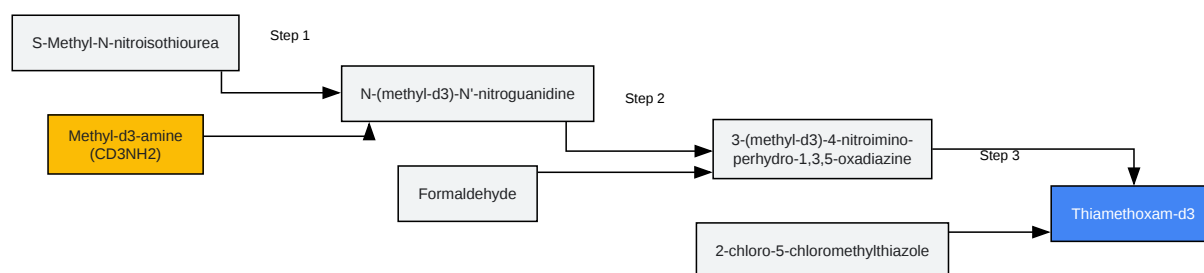 S-Methyl-N-nitroisothiourea
Step 1
N-(methyl-d3)-N'-nitroguanidine
Step 2
Methyl-d3-amine
(CD3NH2)
3-(methyl-d3)-4-nitroimino-
perhydro-1,3,5-oxadiazine
Step 3
Formaldehyde
Thiamethoxam-d3
2-chloro-5-chloromethylthiazole